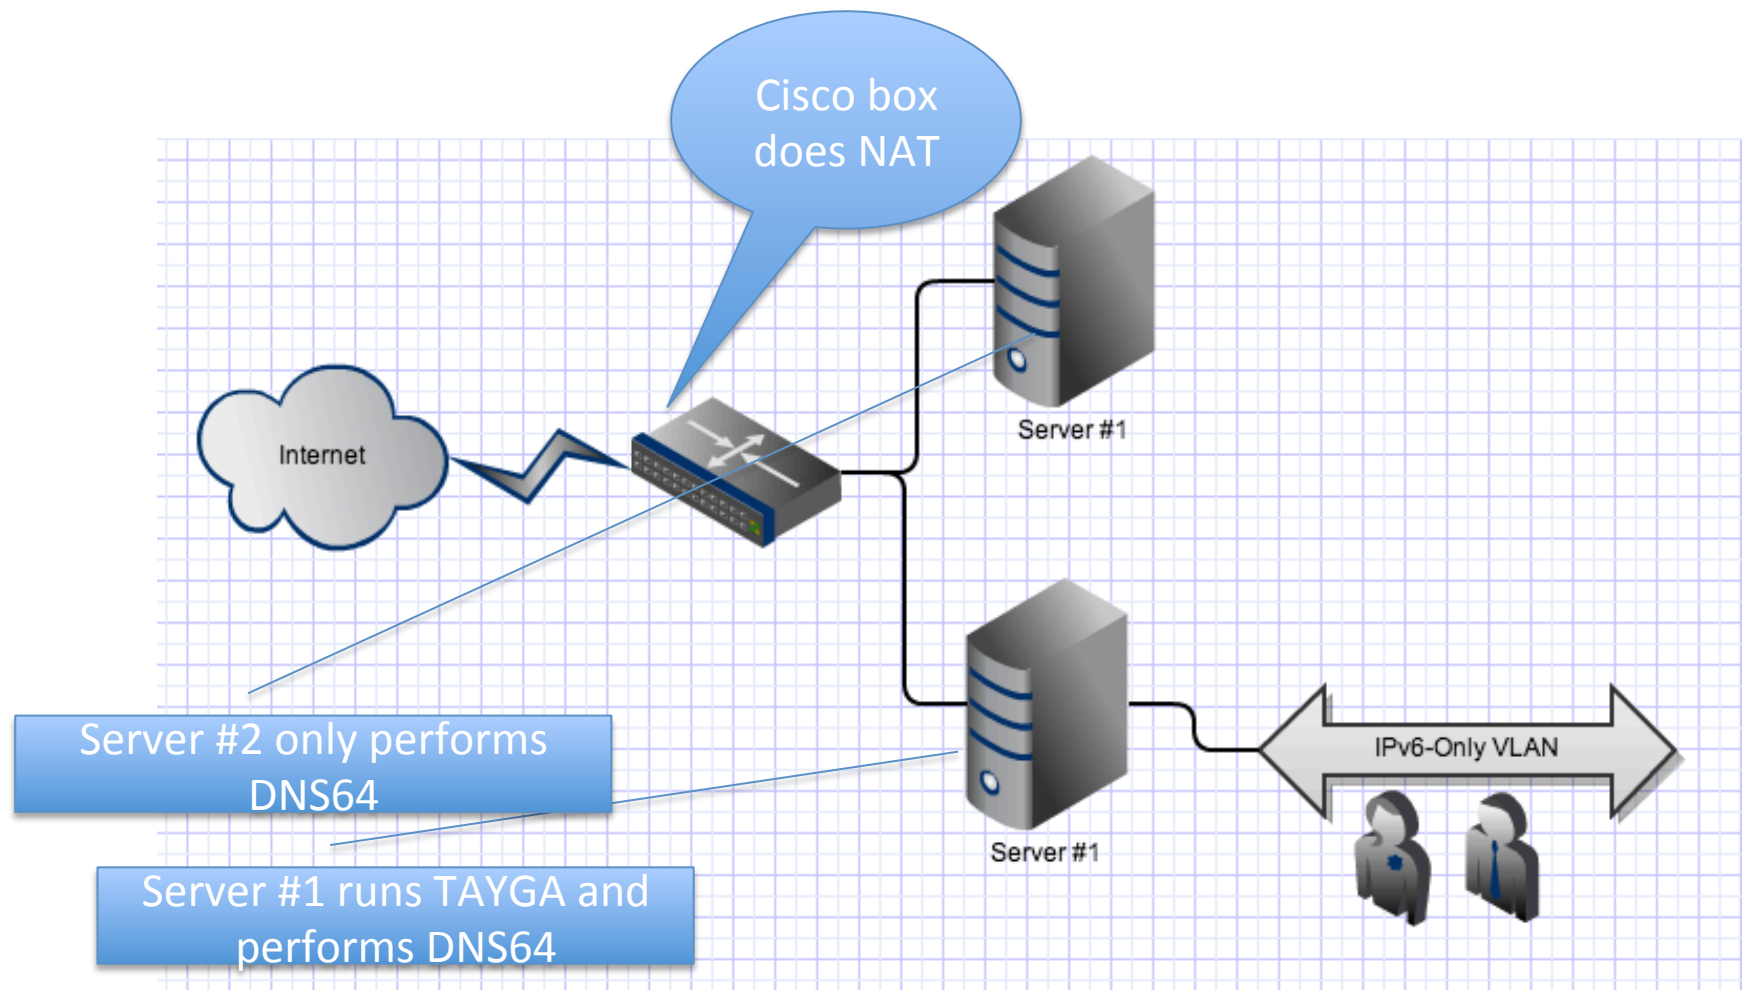 Cisco box
does NAT
Internet
Server #1
Server #2 only performs
DNS64
IPv6-Only VLAN
Server #1
Server #1 runs TAYGA and
performs DNS64